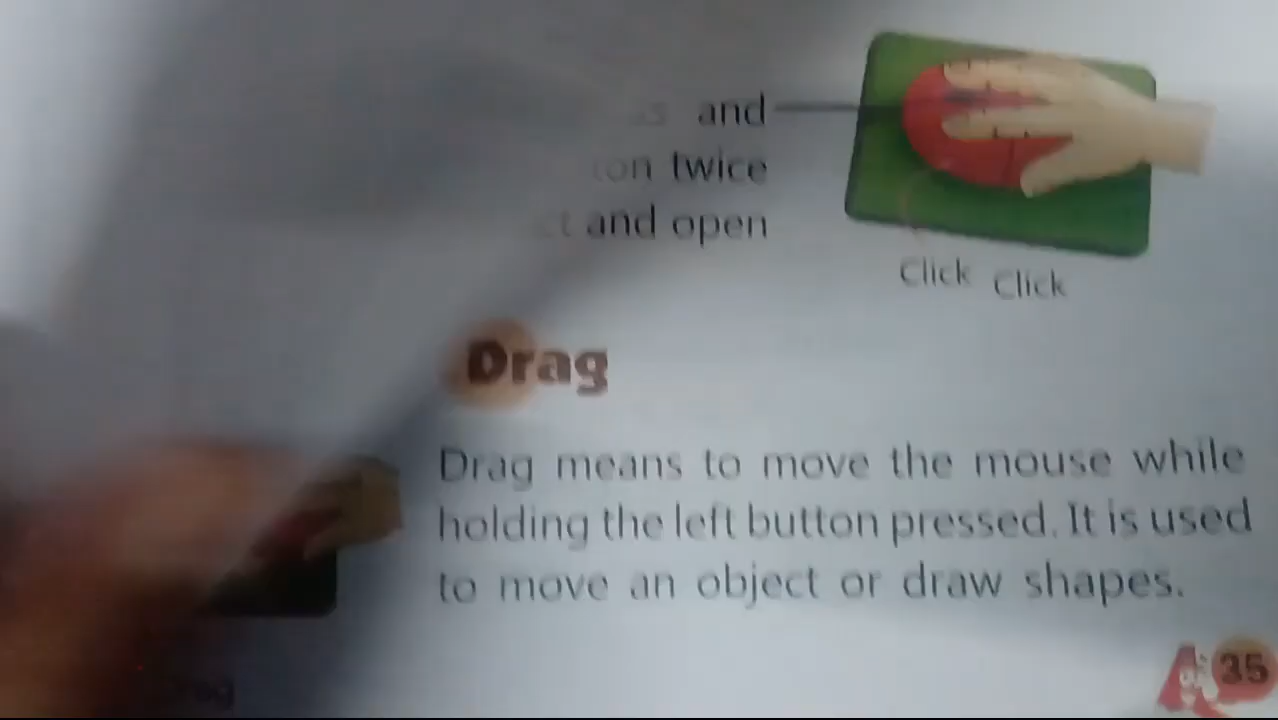 and
twice
and open
Click Click
Drag
Drag means to move the mouse while
holding the left button pressed. It is used
to move an object or draw shapes.
35